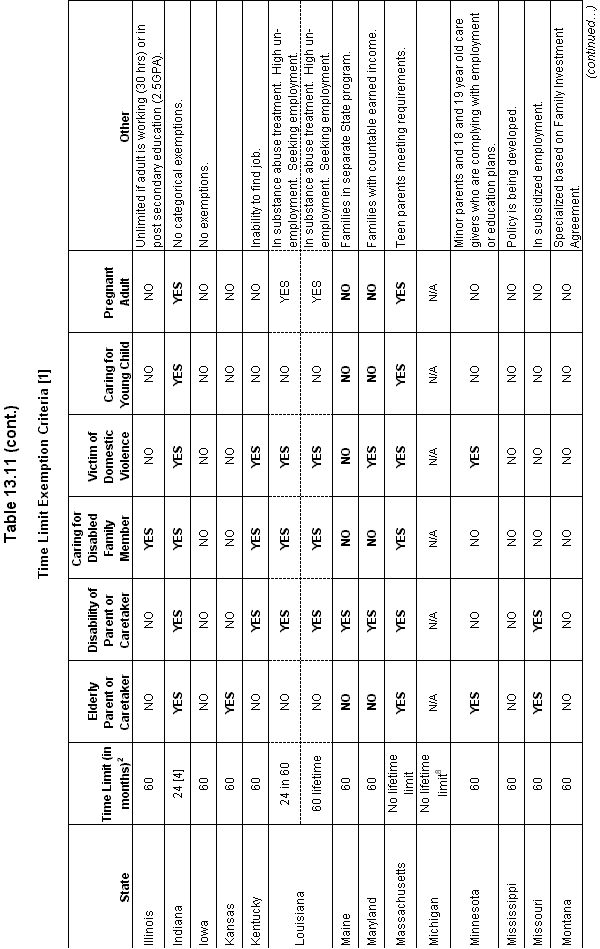 Table 13.11 (cont.)
Time Limit Exemption Criteria [1]
State
Time Limit (in months)2
Elderly Parent or Caretaker
Disability of Parent or Caretaker
Caring for Disabled Family Member
Victim of Domestic Violence
Caring for Young Child
Pregnant Adult
Other
Illinois 60 NO NO YES NO NO NO Unlimited if adult is working (30 hrs) or in post secondary education (2.5GPA).
Indiana 24 [4] YES YES YES YES YES YES No categorical exemptions.
Iowa 60 NO NO NO NO NO NO No exemptions.
Kansas 60 YES NO NO NO NO NO
Kentucky 60 NO YES YES YES NO NO Inability to find job.
Louisiana 24 in 60 NO YES YES YES NO YES In substance abuse treatment. High un-employment. Seeking employment.
60 lifetime NO YES YES YES NO YES In substance abuse treatment. High un-employment. Seeking employment.
Maine 60 NO YES NO NO NO NO Families in separate State program.
Maryland 60 NO YES NO YES NO NO Families with countable earned income.
Massachusetts No lifetime limit YES YES YES YES YES YES Teen parents meeting requirements.
Michigan No lifetime limit8 N/A N/A N/A N/A N/A N/A
Minnesota 60 YES NO NO YES NO NO Minor parents and 18 and 19 year old care givers who are complying with employment or education plans.
Mississippi 60 NO NO NO NO NO NO Policy is being developed.
Missouri 60 YES YES NO NO NO NO In subsidized employment.
Montana 60 NO NO NO NO NO NO Specialized based on Family Investment Agreement.
(continued...)